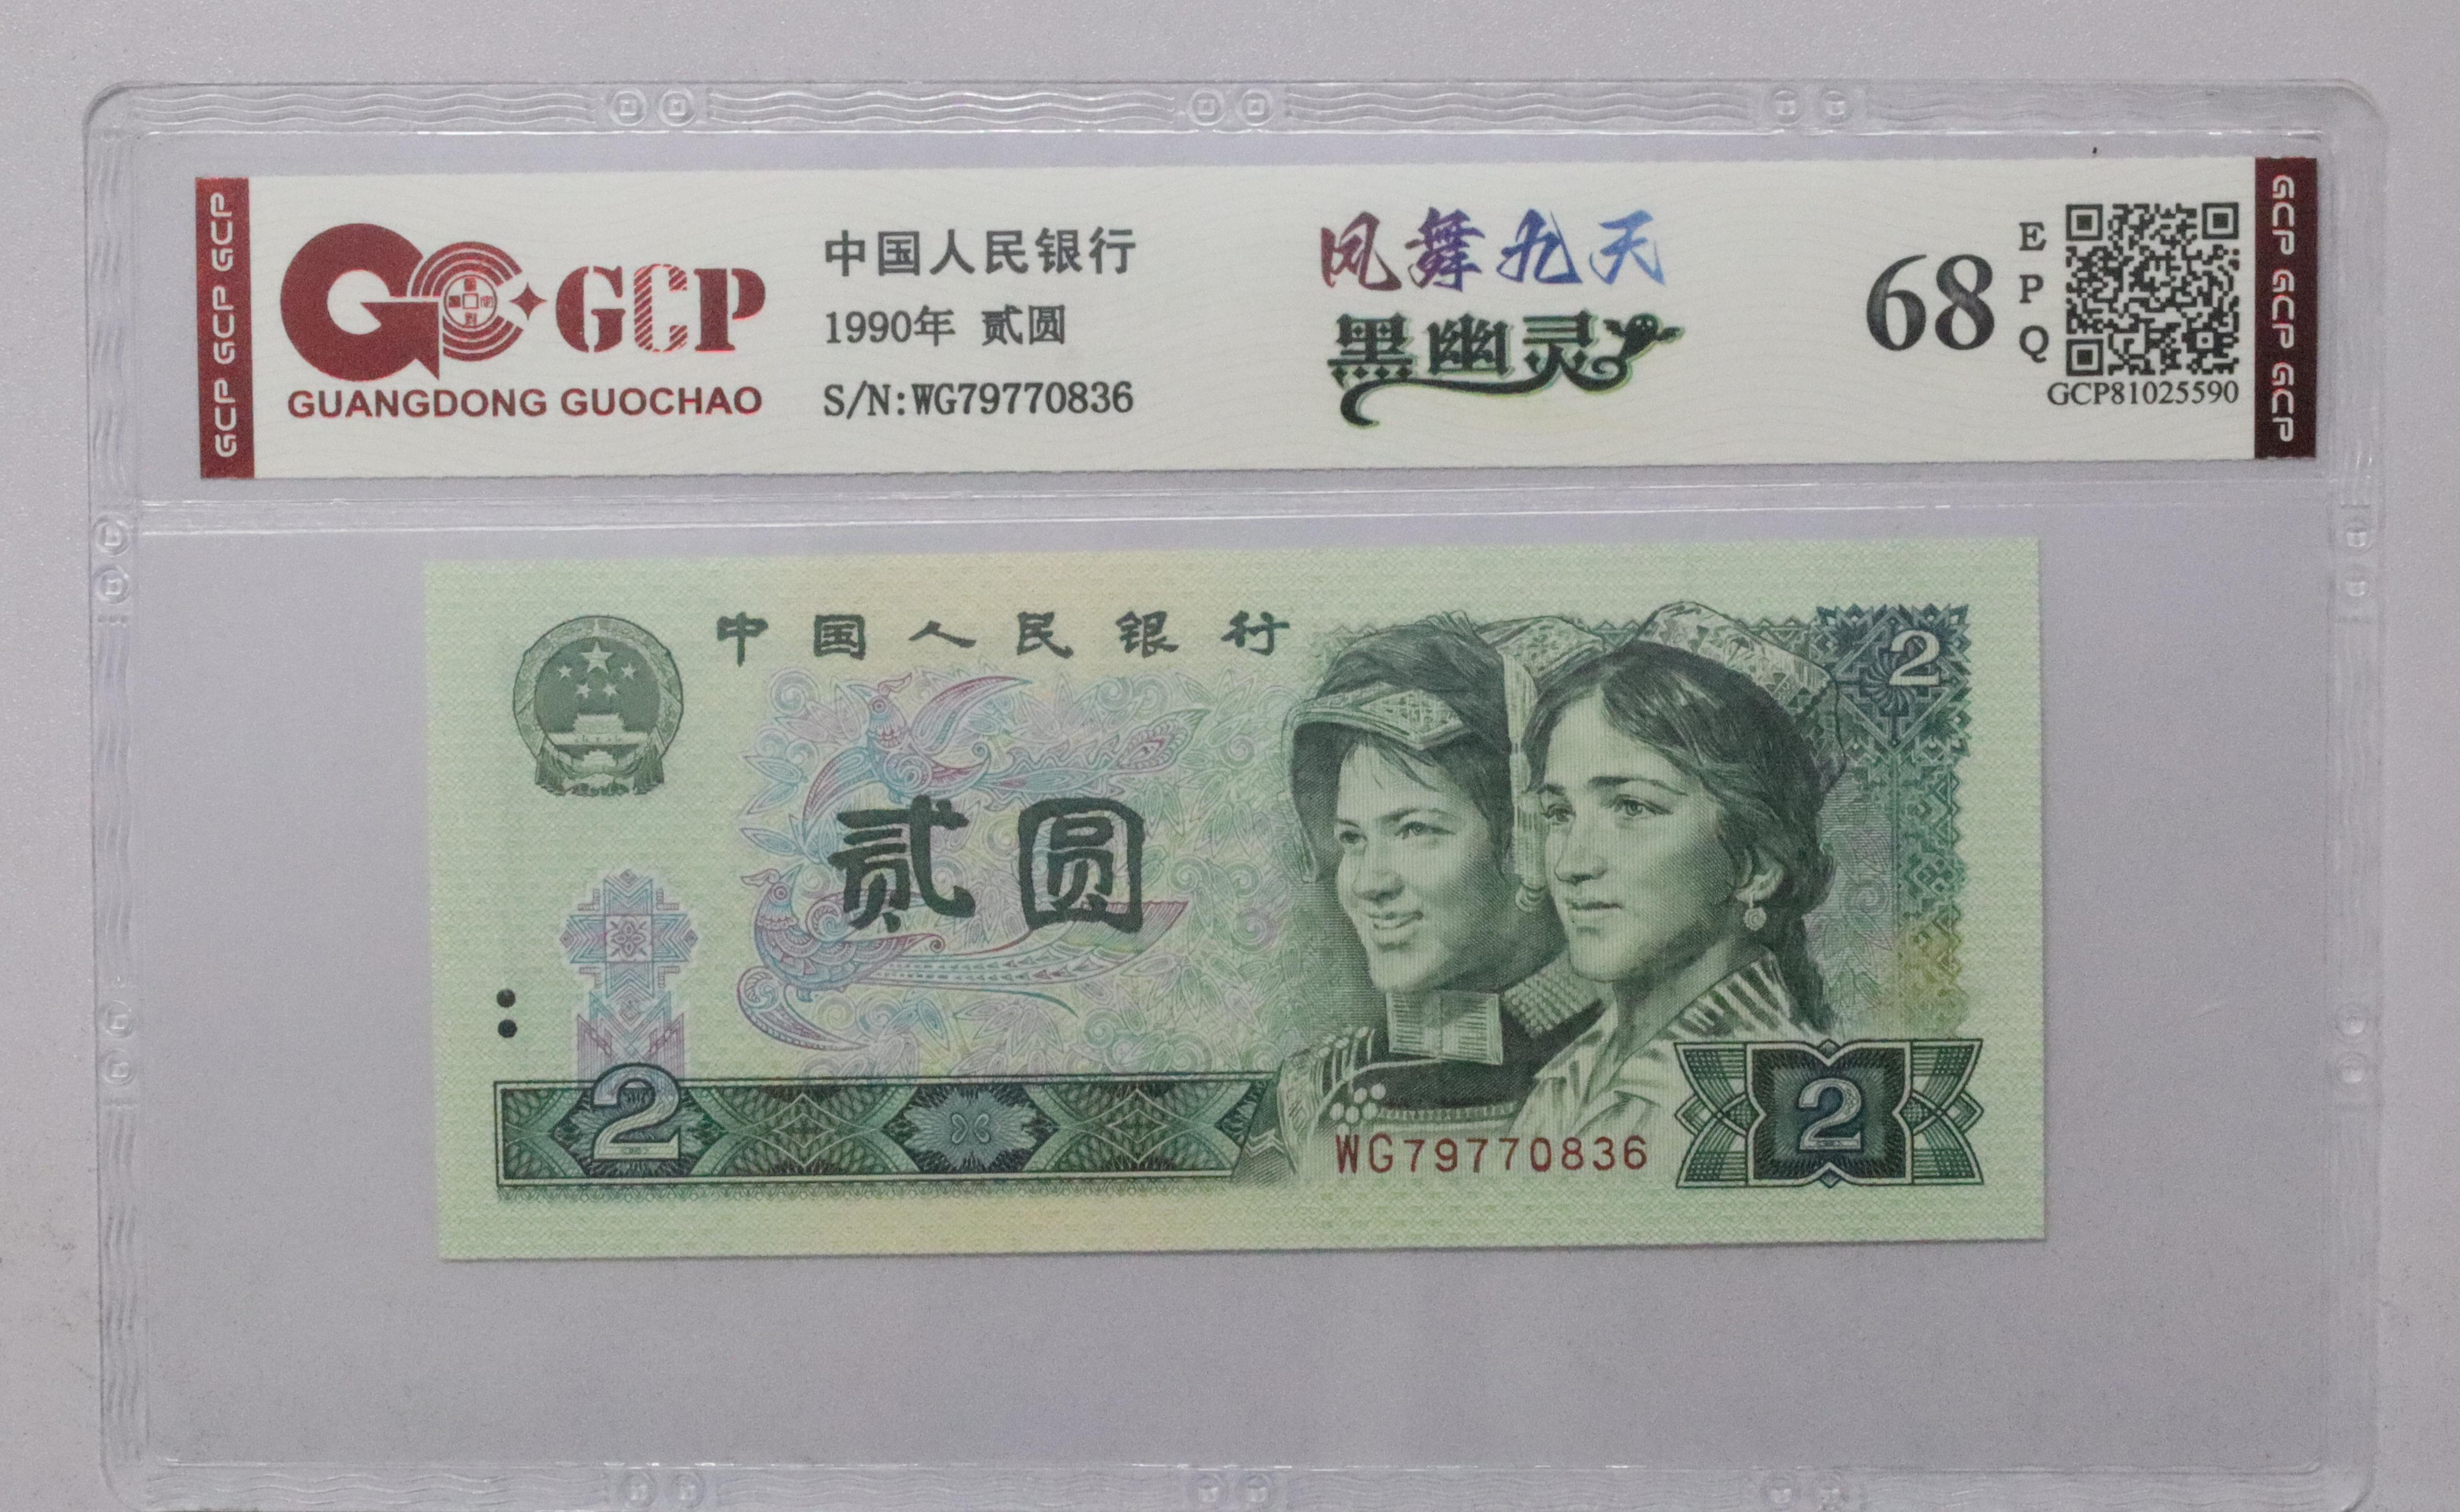 GCP GCP GCP
GCP
GUANGDONG GUOCHAO
中国人民银行
1990年 贰圆
S/N:WG79770836
凤舞九天
黑幽灵
68
E
P
Q
GCP81025590
GCP GCP GCP
中国人民银行
2
贰圆
2
WG79770836
2